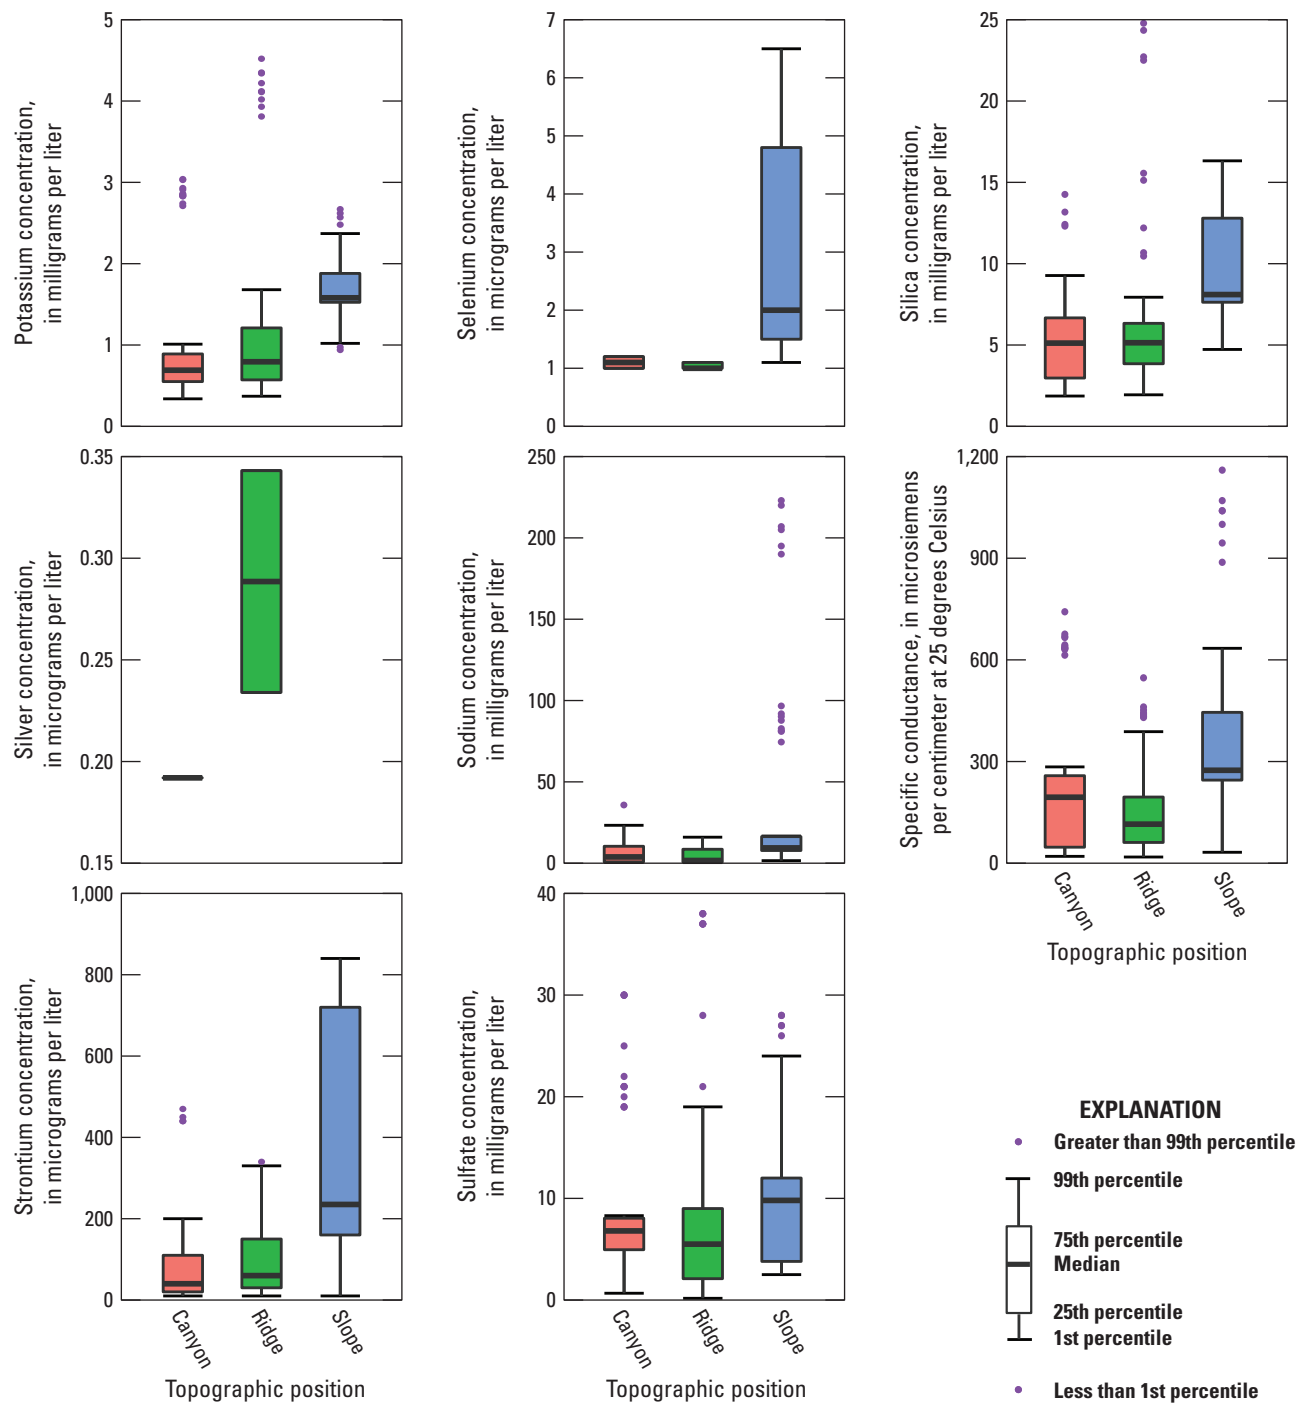 Potassium concentration,
in milligrams per liter
5
4
3
2
1
0
Selenium concentration,
in micrograms per liter
7
6
5
4
3
2
1
0
Silica concentration,
in milligrams per liter
25
20
15
10
5
0
Silver concentration,
in micrograms per liter
0.35
0.30
0.25
0.20
0.15
Sodium concentration,
in milligrams per liter
250
200
150
100
50
0
Specific conductance, in microsiemens
per centimeter at 25 degrees Celsius
1,200
900
600
300
0
Canyon
Ridge
Slope
Topographic position
Strontium concentration,
in micrograms per liter
1,000
800
600
400
200
0
Canyon
Ridge
Slope
Topographic position
Sulfate concentration,
in milligrams per liter
40
30
20
10
0
Canyon
Ridge
Slope
Topographic position
EXPLANATION
Greater than 99th percentile
99th percentile
75th percentile
Median
25th percentile
1st percentile
Less than 1st percentile